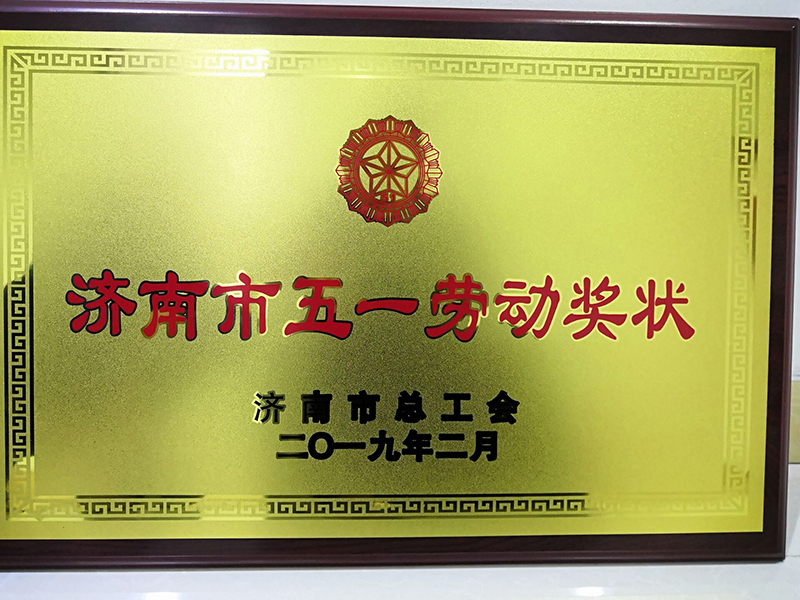 济南市五一劳动奖状
济南市总工会
二〇一九年二月